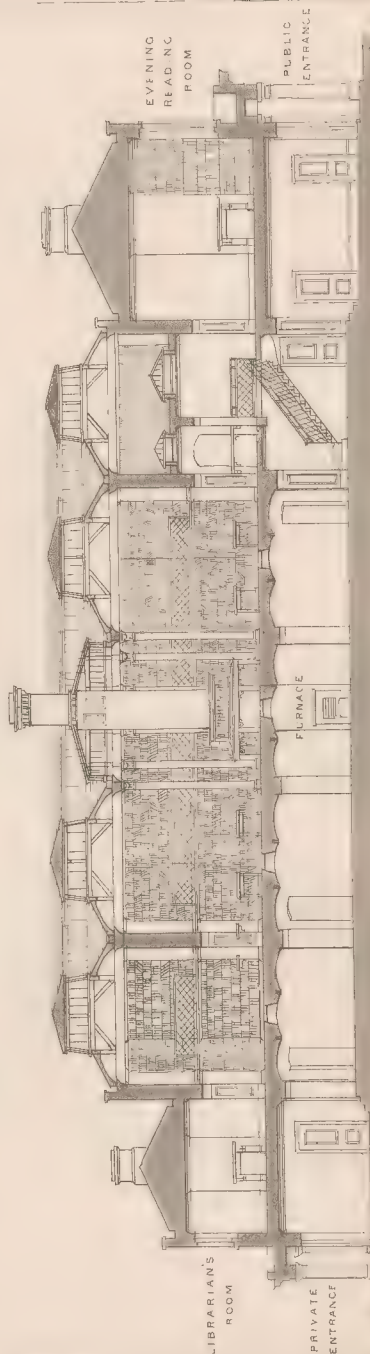 EVENING
READING
ROOM
PUBLIC
ENTRANCE
FURNACE
LIBRARIAN'S
ROOM
PRIVATE
ENTRANCE